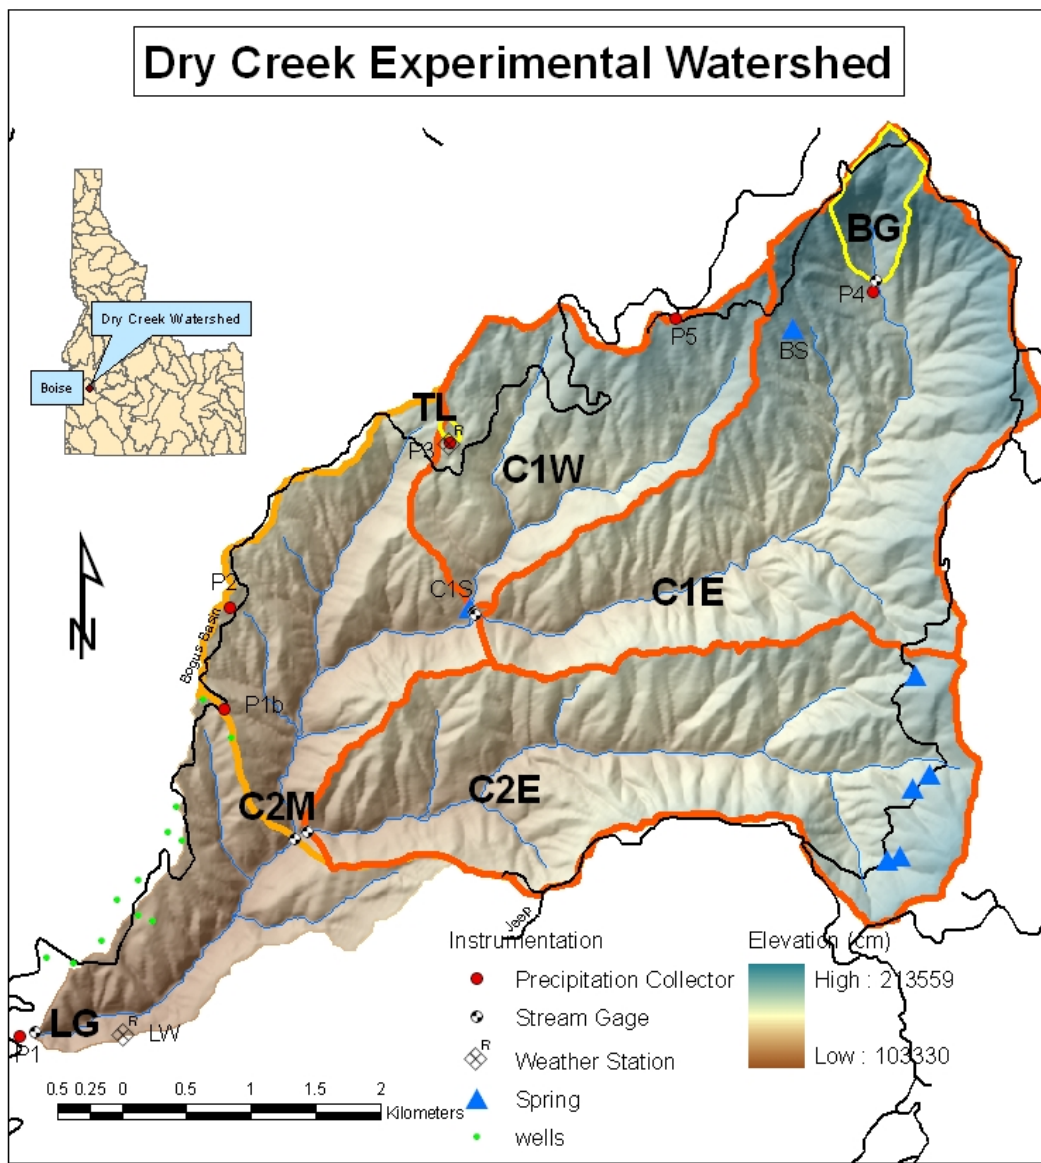 Dry Creek Experimental Watershed
BG
P4
Dry Creek Watershed
P5
BS
Boise
TL
R
P3
C1W
C1S
C1E
P2
Bogus Basin
P1b
C2M
C2E
Jeep
Instrumentation
Precipitation Collector
Stream Gage
R
Weather Station
Spring
wells
Elevation (cm)
High : 213559
Low : 103330
LG
R
LW
P1
0.5 0.25 0 0.5 1 1.5 2
Kilometers
N